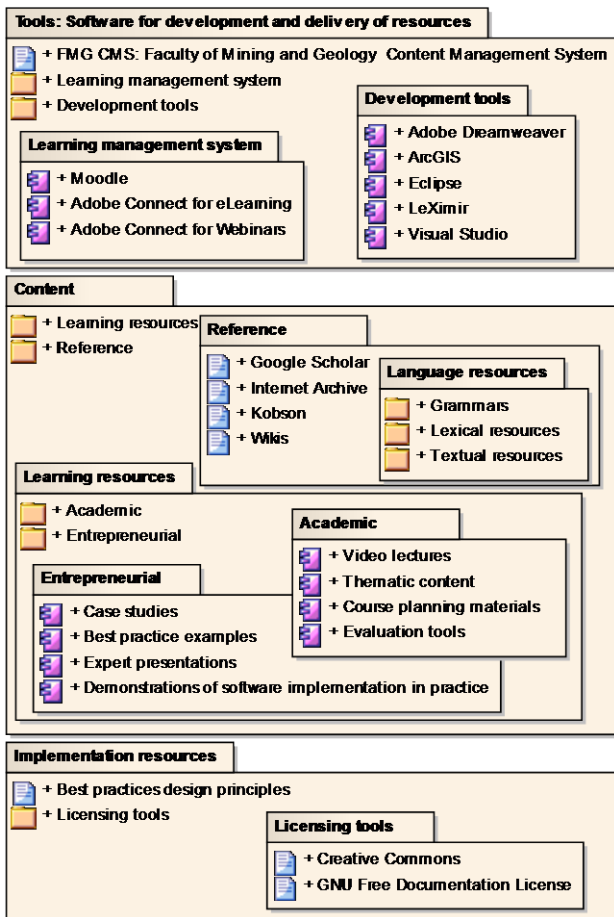 Tools: Software for development and delivery of resources
+ FMG CMS: Faculty of Mining and Geology Content Management System
+ Learning management system
+ Development tools
Learning management system
+ Moodle
+ Adobe Connect for eLearning
+ Adobe Connect for Webinars
Development tools
+ Adobe Dreamweaver
+ ArcGIS
+ Eclipse
+ LeXimir
+ Visual Studio
Content
+ Learning resources
+ Reference
Reference
+ Google Scholar
+ Internet Archive
+ Kobson
+ Wikis
Language resources
+ Grammars
+ Lexical resources
+ Textual resources
Learning resources
+ Academic
+ Entrepreneurial
Academic
+ Video lectures
+ Thematic content
+ Course planning materials
+ Evaluation tools
Entrepreneurial
+ Case studies
+ Best practice examples
+ Expert presentations
+ Demonstrations of software implementation in practice
Implementation resources
+ Best practices design principles
+ Licensing tools
Licensing tools
+ Creative Commons
+ GNU Free Documentation License